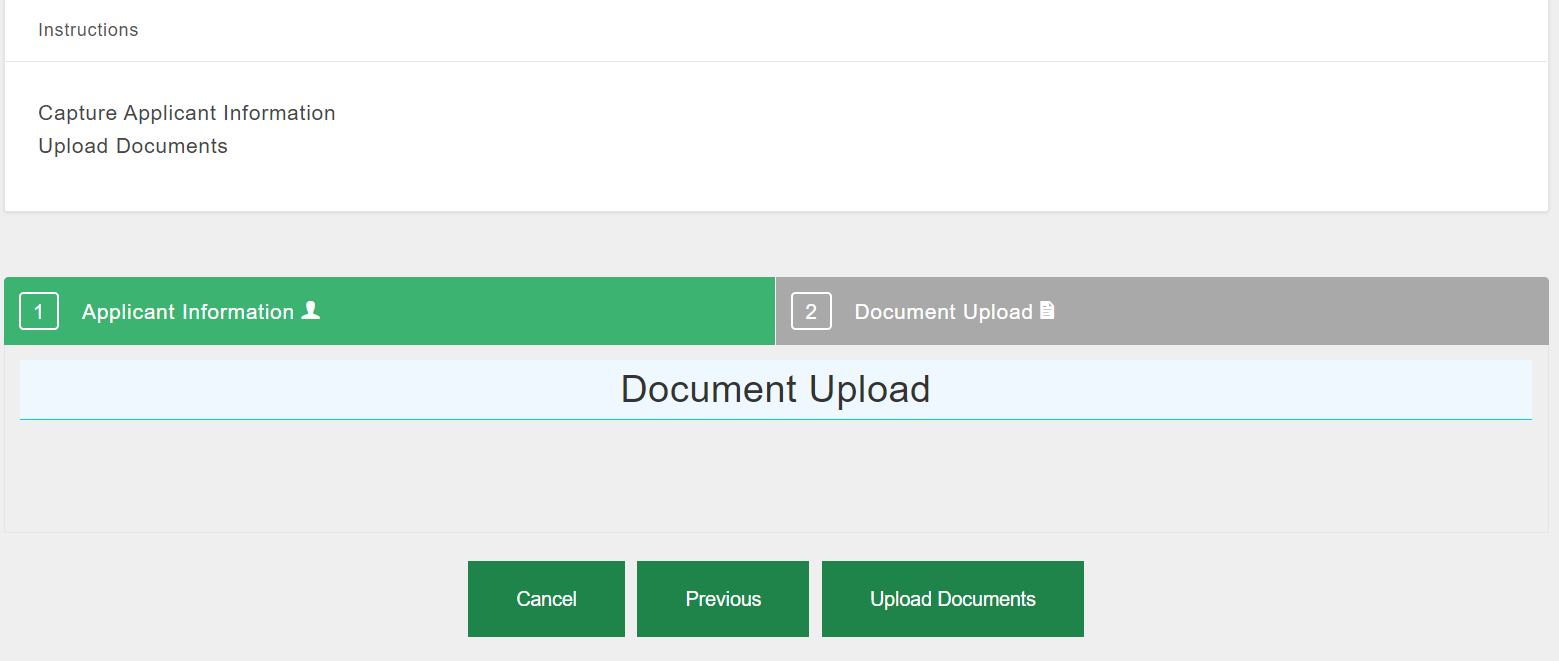 Instructions
Capture Applicant Information
Upload Documents
1 Applicant Information
2 Document Upload
Document Upload
Cancel
Previous
Upload Documents